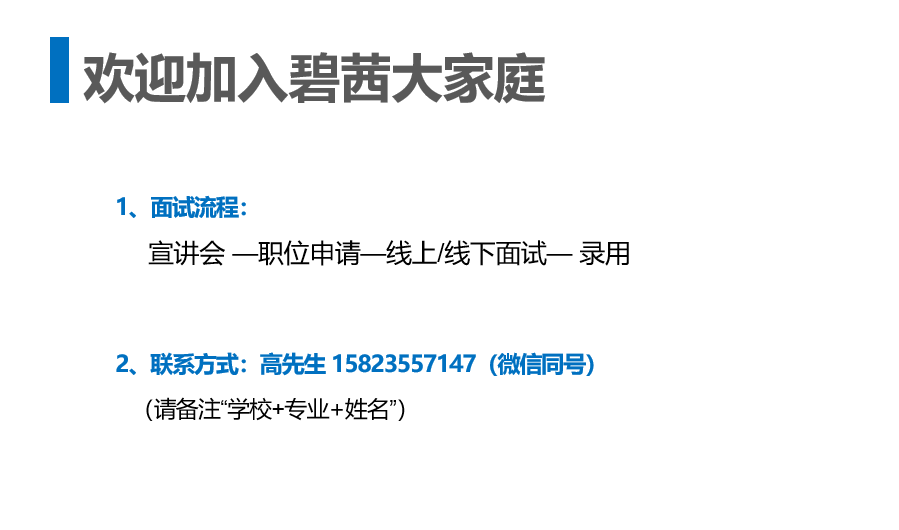 欢迎加入碧茜大家庭
1、面试流程：
宣讲会 —职位申请—线上/线下面试— 录用
2、联系方式：高先生 15823557147（微信同号）
（请备注“学校+专业+姓名”）